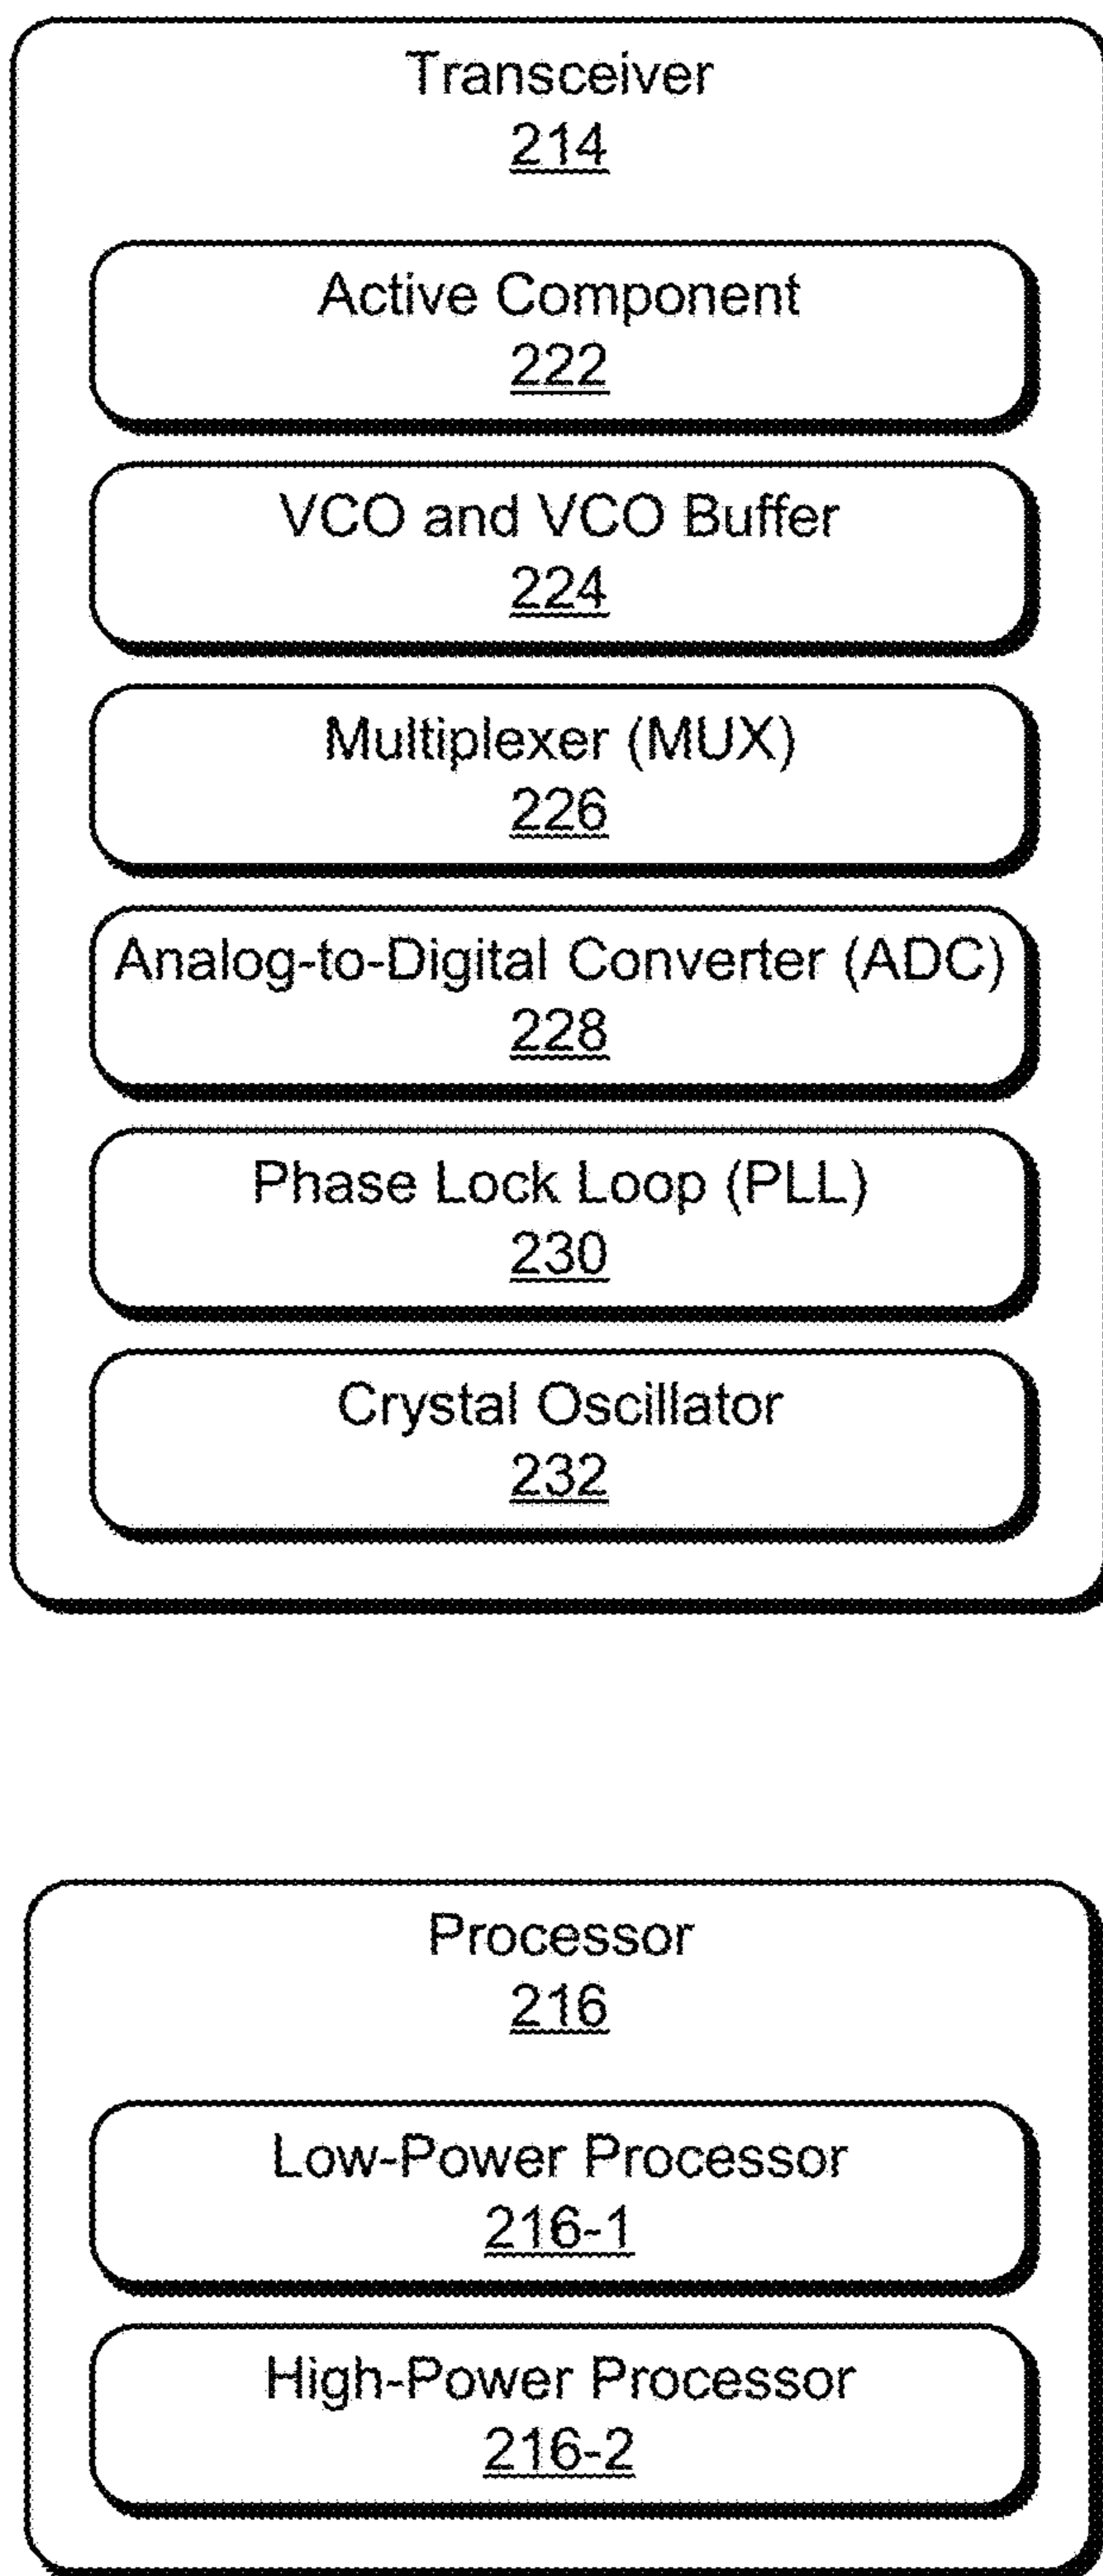 Transceiver
214
Active Component
222
VCO and VCO Buffer
224
Multiplexer (MUX)
226
Analog-to-Digital Converter (ADC)
228
Phase Lock Loop (PLL)
230
Crystal Oscillator
232
Processor
216
Low-Power Processor
216-1
High-Power Processor
216-2